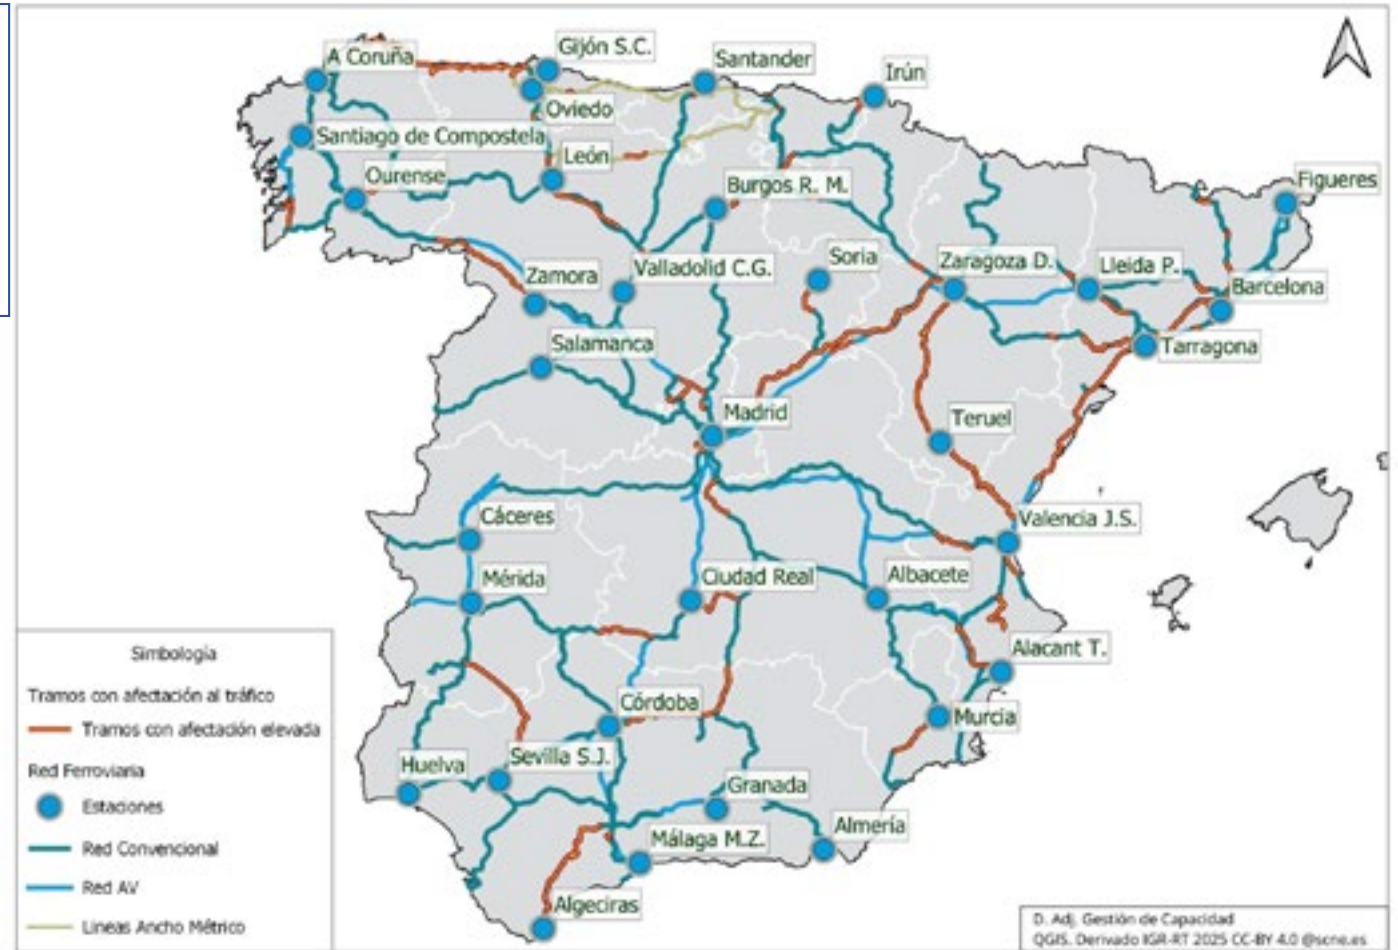 A Coruña
Gijón S.C.
Santander
Irún
Oviedo
Santiago de Compostela
León
Ourense
Burgos R. M.
Figueres
Zamora
Valladolid C.G.
Soria
Zaragoza D.
Lleida P.
Barcelona
Salamanca
Tarragona
Madrid
Teruel
Cáceres
Valencia J.S.
Mérida
Ciudad Real
Albacete
Alacant T.
Córdoba
Murcia
Huelva
Sevilla S.J.
Granada
Almería
Málaga M.Z.
Algeciras
Simbología
Tramos con afectación al tráfico
Tramos con afectación elevada
Red Ferroviaria
Estaciones
Red Convencional
Red AV
Lineas Ancho Métrico
D. Adj. Gestión de Capacidad
QGIS. Derivado IGR-RT 2025 CC-BY 4.0 @scne.es